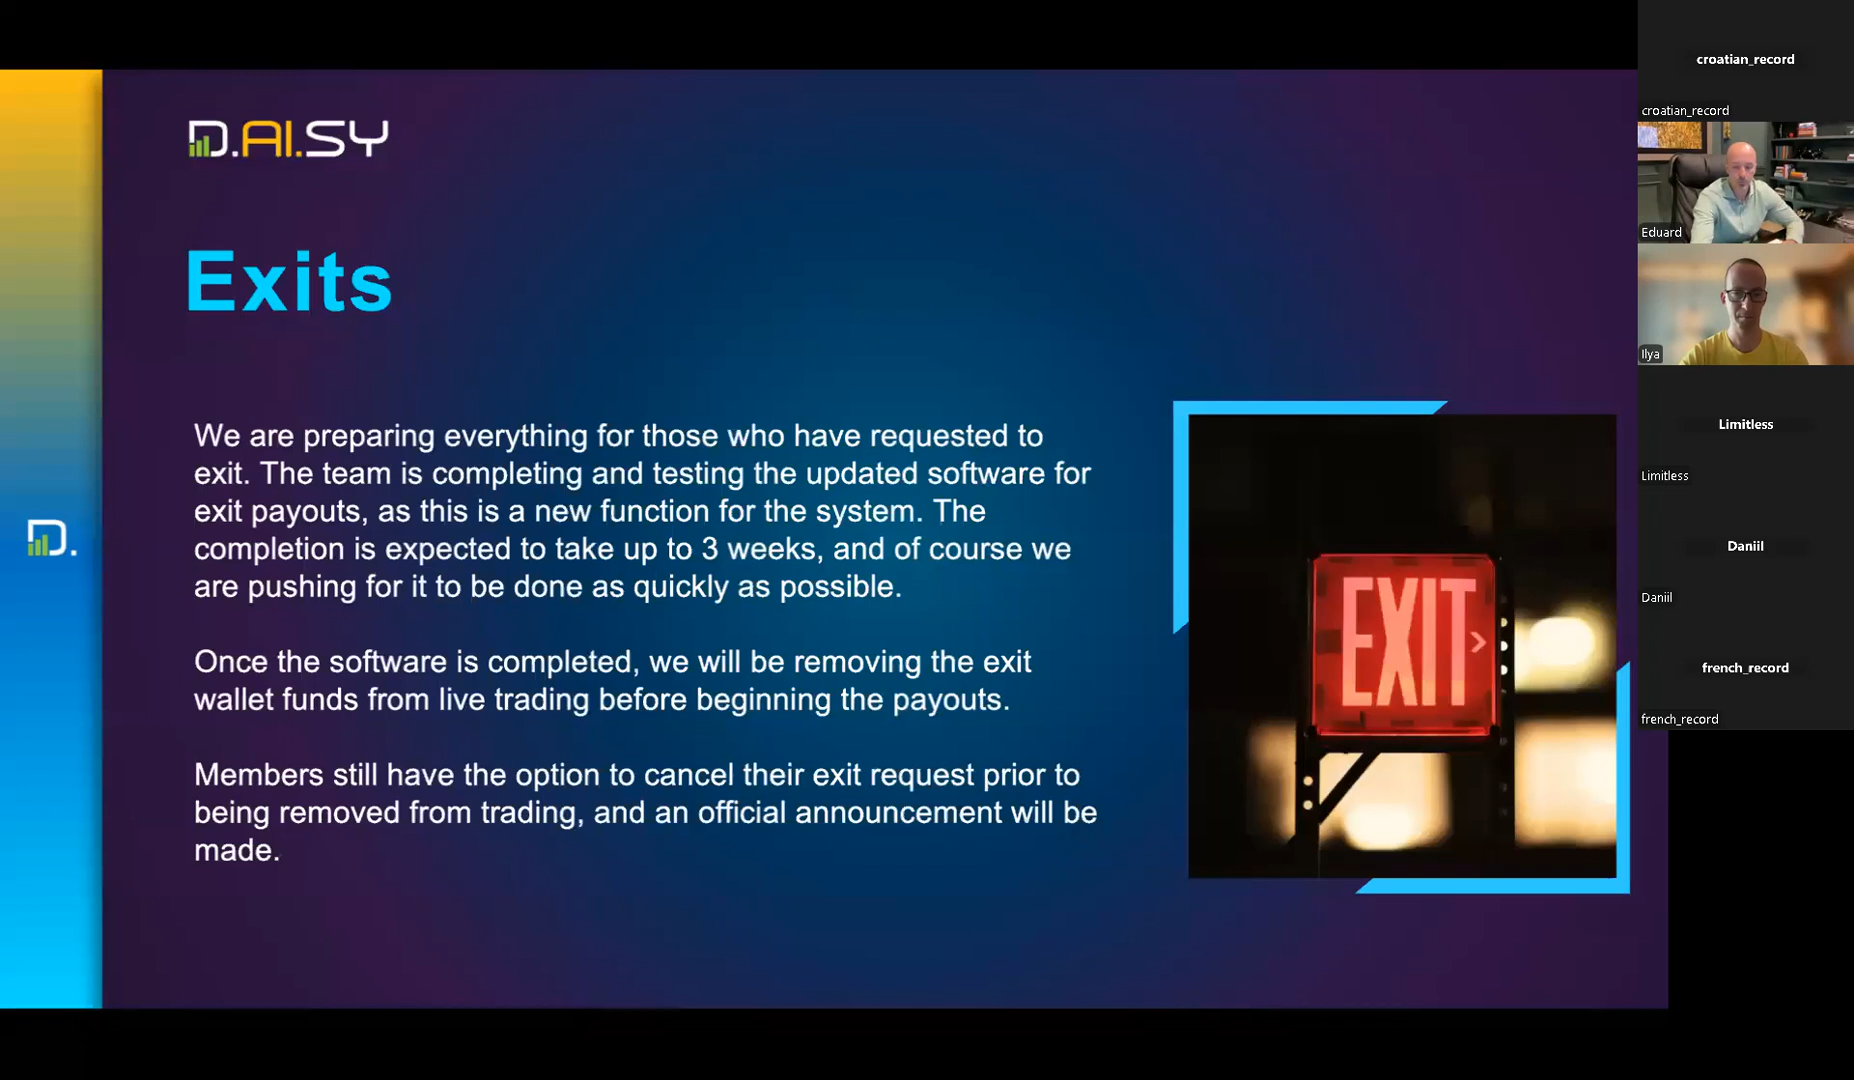 D.AI.SY
Exits
We are preparing everything for those who have requested to
exit. The team is completing and testing the updated software for
exit payouts, as this is a new function for the system. The
completion is expected to take up to 3 weeks, and of course we
are pushing for it to be done as quickly as possible.
Once the software is completed, we will be removing the exit
wallet funds from live trading before beginning the payouts.
Members still have the option to cancel their exit request prior to
being removed from trading, and an official announcement will be
made.
D.
EXIT
croatian_record
croatian_record
Eduard
Ilya
Limitless
Limitless
Daniil
Daniil
french_record
french_record